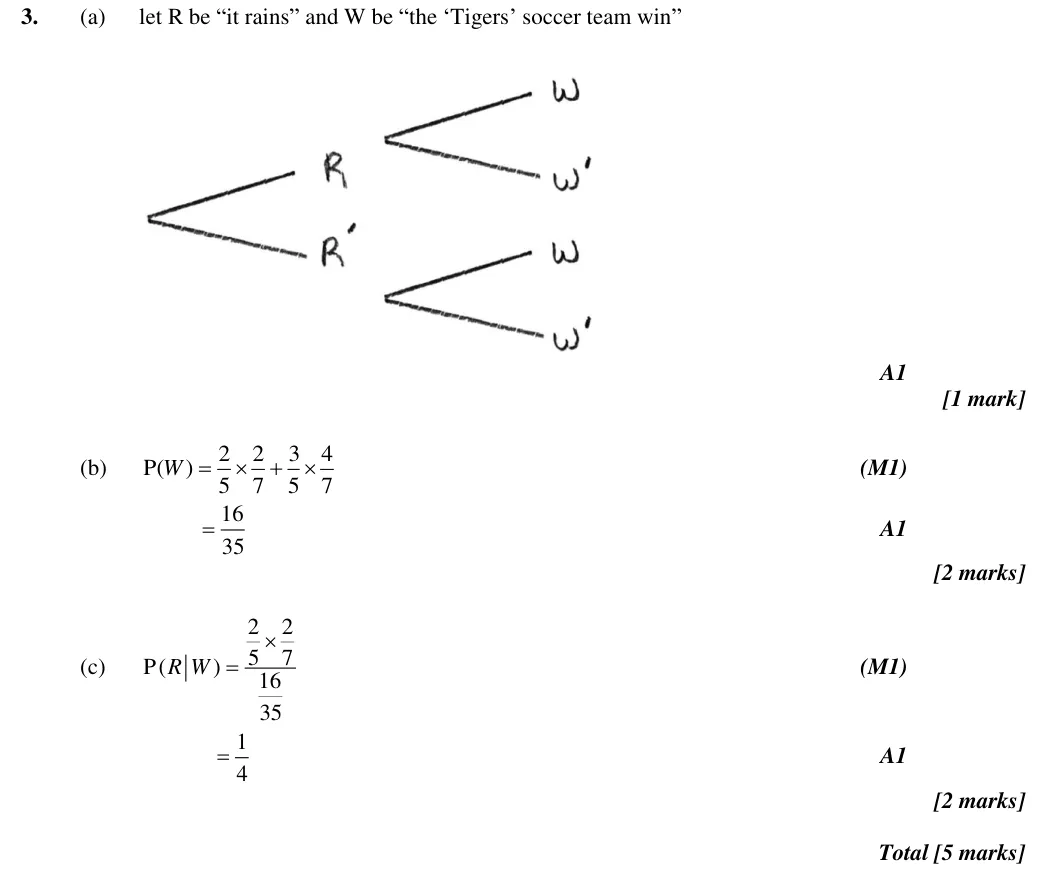 3. (a) let R be “it rains” and W be “the ‘Tigers’ soccer team win”
W
R
W'
R'
W
W'
A1
[1 mark]
(b) P(W) = 2/5 × 2/7 + 3/5 × 4/7 (M1)
= 16/35 A1
[2 marks]
(c) P(R|W) = (2/5 × 2/7)/(16/35) (M1)
= 1/4 A1
[2 marks]
Total [5 marks]